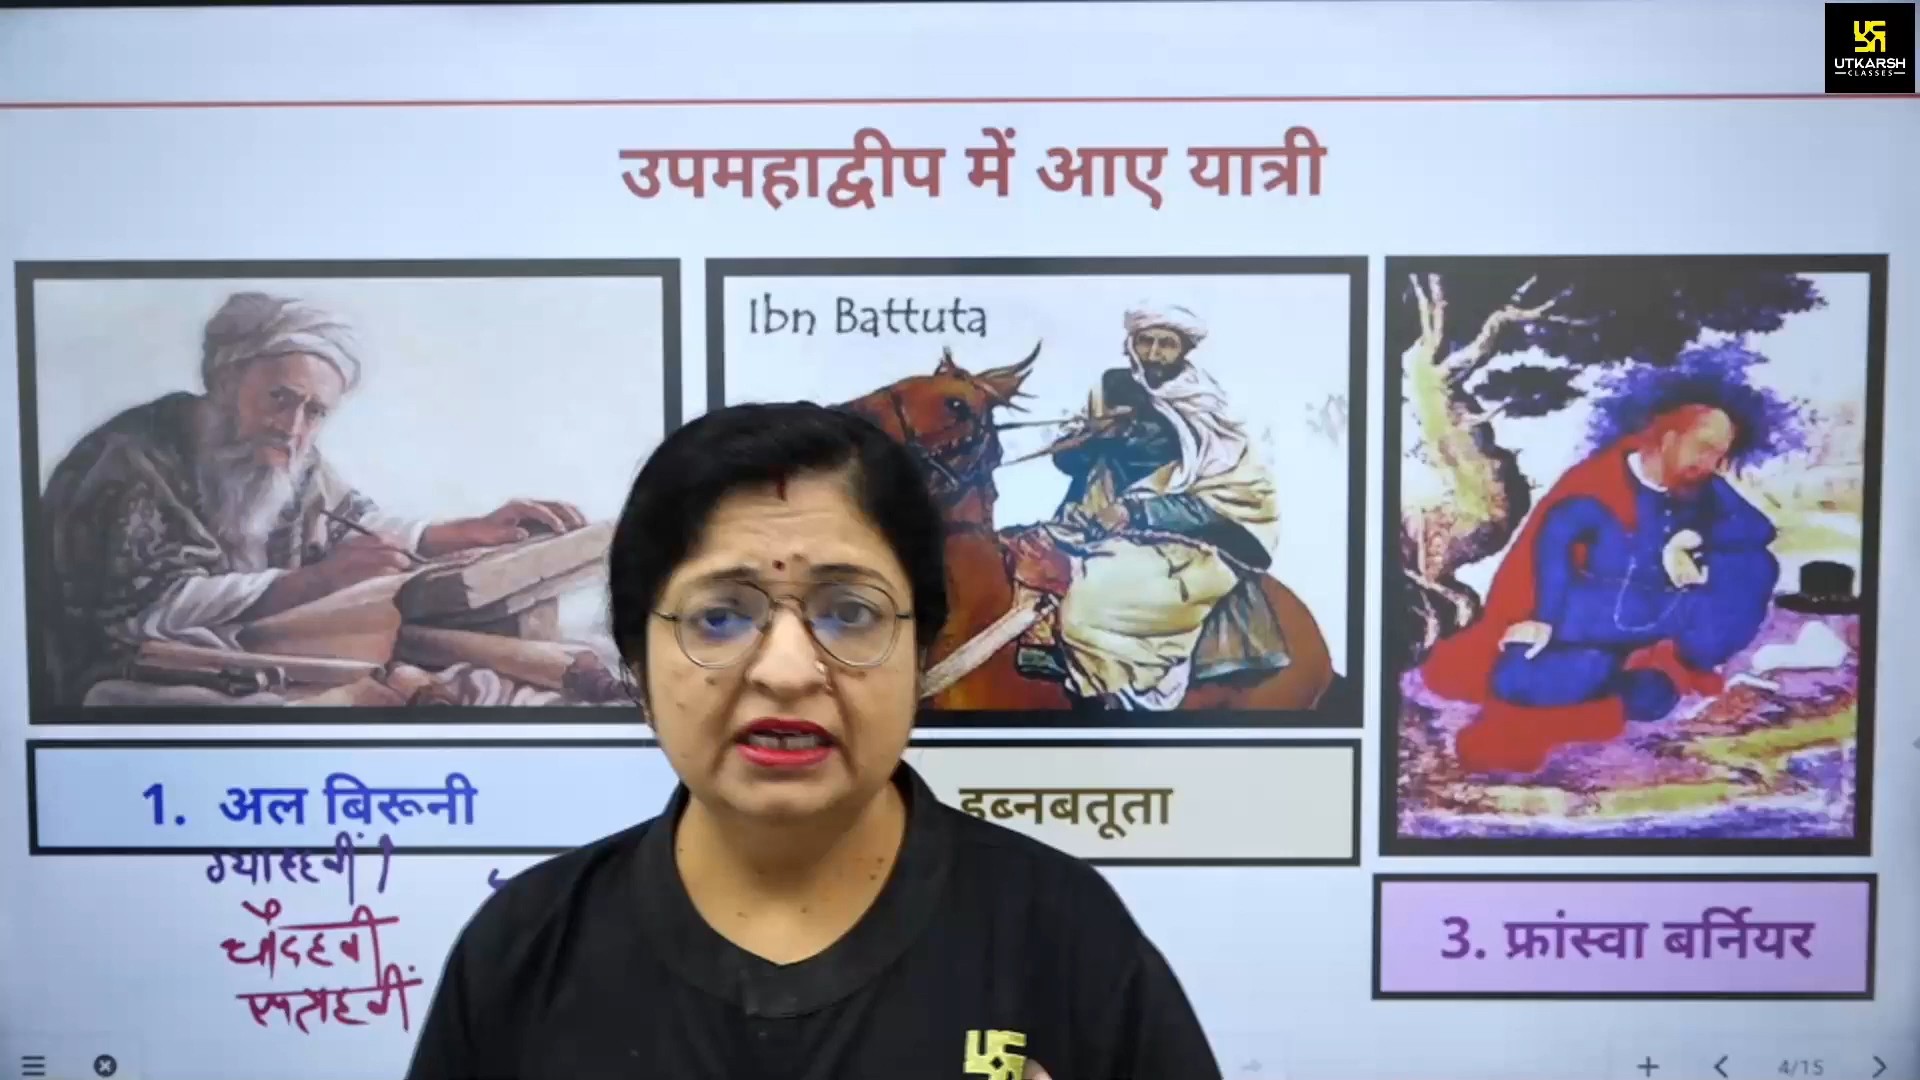 UTKARSH
CLASSES
उपमहाद्वीप में आए यात्री
Ibn Battuta
1. अल बिरूनी
इब्नबतूता
3. फ्रांस्वा बर्नियर
ग्यारहवीं
चौदहवी
सत्रहवीं
4/15